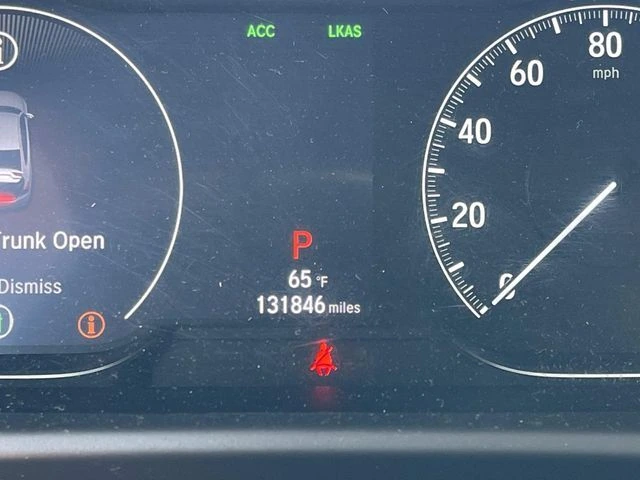 ACC LKAS
80
mph
60
40
20
0
Trunk Open
Dismiss
P
65 °F
131846 miles